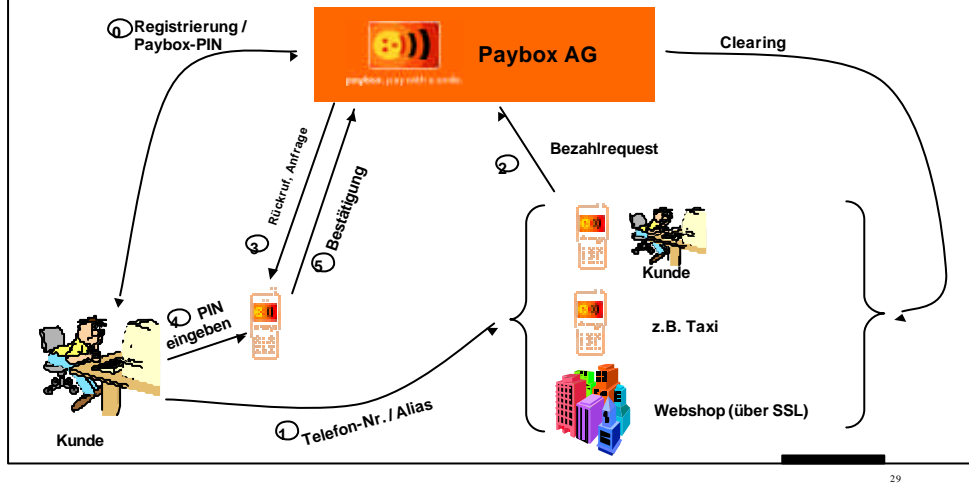 0 Registrierung /
Paybox-PIN
paybox. pay with a smile.
Paybox AG
Clearing
2 Bezahlrequest
3 Rückruf, Anfrage
5 Bestätigung
4 PIN
eingeben
Kunde
z.B. Taxi
Webshop (über SSL)
1 Telefon-Nr. / Alias
Kunde
29